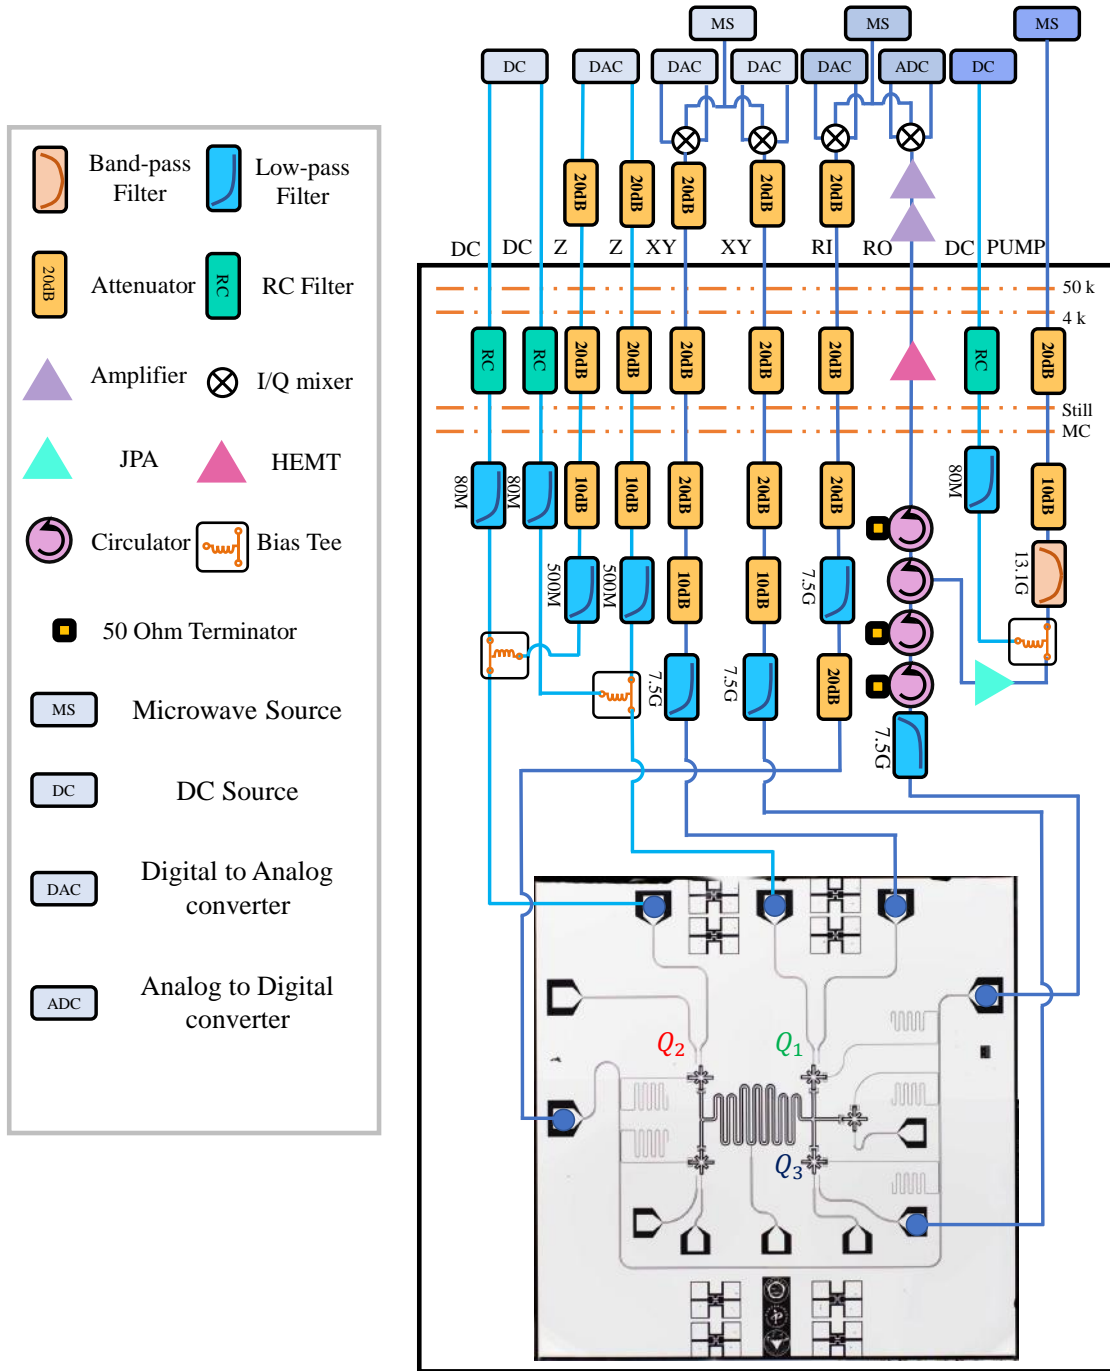 MS
MS
MS
DC
DAC
DAC
DAC
DAC
ADC
DC
20dB
20dB
20dB
20dB
20dB
DC
DC
Z
Z
XY
XY
RI
RO
DC
PUMP
50 k
4 k
RC
RC
20dB
20dB
20dB
20dB
20dB
RC
20dB
Still
MC
80M
80M
10dB
10dB
20dB
20dB
20dB
80M
10dB
500M
500M
10dB
10dB
7.5G
13.1G
7.5G
7.5G
20dB
7.5G
Q2
Q1
Q3
Band-pass
Filter
Low-pass
Filter
20dB
Attenuator
RC
RC Filter
Amplifier
I/Q mixer
JPA
HEMT
Circulator
Bias Tee
50 Ohm Terminator
MS
Microwave Source
DC
DC Source
DAC
Digital to Analog
converter
ADC
Analog to Digital
converter